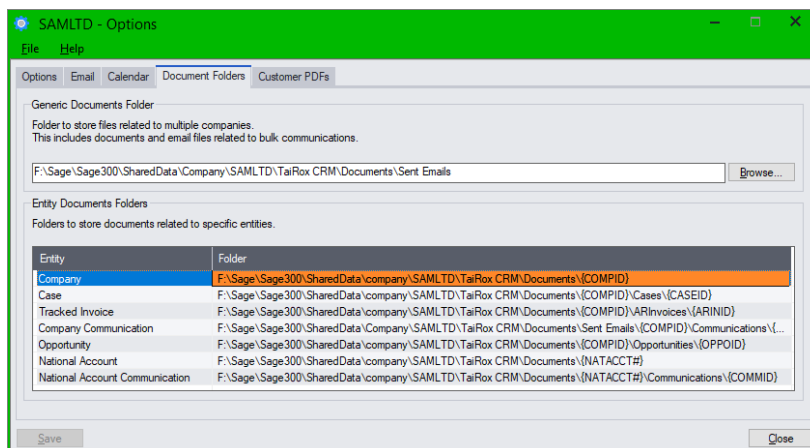 SAMLTD - Options
File Help
Options Email Calendar Document Folders Customer PDFs
Generic Documents Folder
Folder to store files related to multiple companies.
This includes documents and email files related to bulk communications.
F:\Sage\Sage300\SharedData\Company\SAMLTD\TaiRox CRM\Documents\Sent Emails Browse...
Entity Documents Folders
Folders to store documents related to specific entities.
Entity Folder
Company F:\Sage\Sage300\SharedData\company\SAMLTD\TaiRox CRM\Documents\{COMPID}
Case F:\Sage\Sage300\SharedData\company\SAMLTD\TaiRox CRM\Documents\{COMPID}\Cases\{CASEID}
Tracked Invoice F:\Sage\Sage300\SharedData\company\SAMLTD\TaiRox CRM\Documents\{COMPID}\ARInvoices\{ARINID}
Company Communication F:\Sage\Sage300\SharedData\Company\SAMLTD\TaiRox CRM\Documents\Sent Emails\{COMPID}\Communications\{...
Opportunity F:\Sage\Sage300\SharedData\company\SAMLTD\TaiRox CRM\Documents\{COMPID}\Opportunities\{OPPOID}
National Account F:\Sage\Sage300\SharedData\company\SAMLTD\TaiRox CRM\Documents\{NATACCT#}
National Account Communication F:\Sage\Sage300\SharedData\company\SAMLTD\TaiRox CRM\Documents\{NATACCT#}\Communications\{COMMID}
Save Close